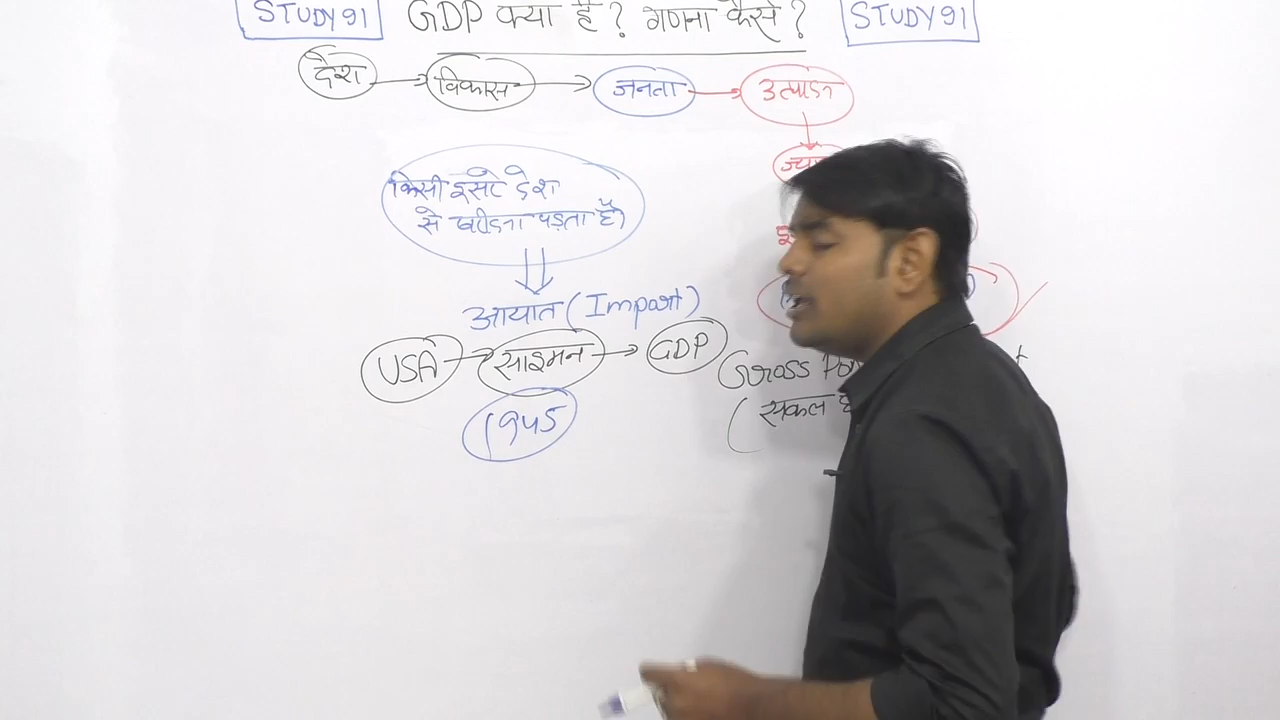 STUDY91 GDP क्या है? गणना कैसे? STUDY91
देश विकास जनता उत्पादन
किसी दूसरे देश
से खरीदना पड़ता है
आयात (Import)
USA साइमन GDP Gross
(सकल
1945